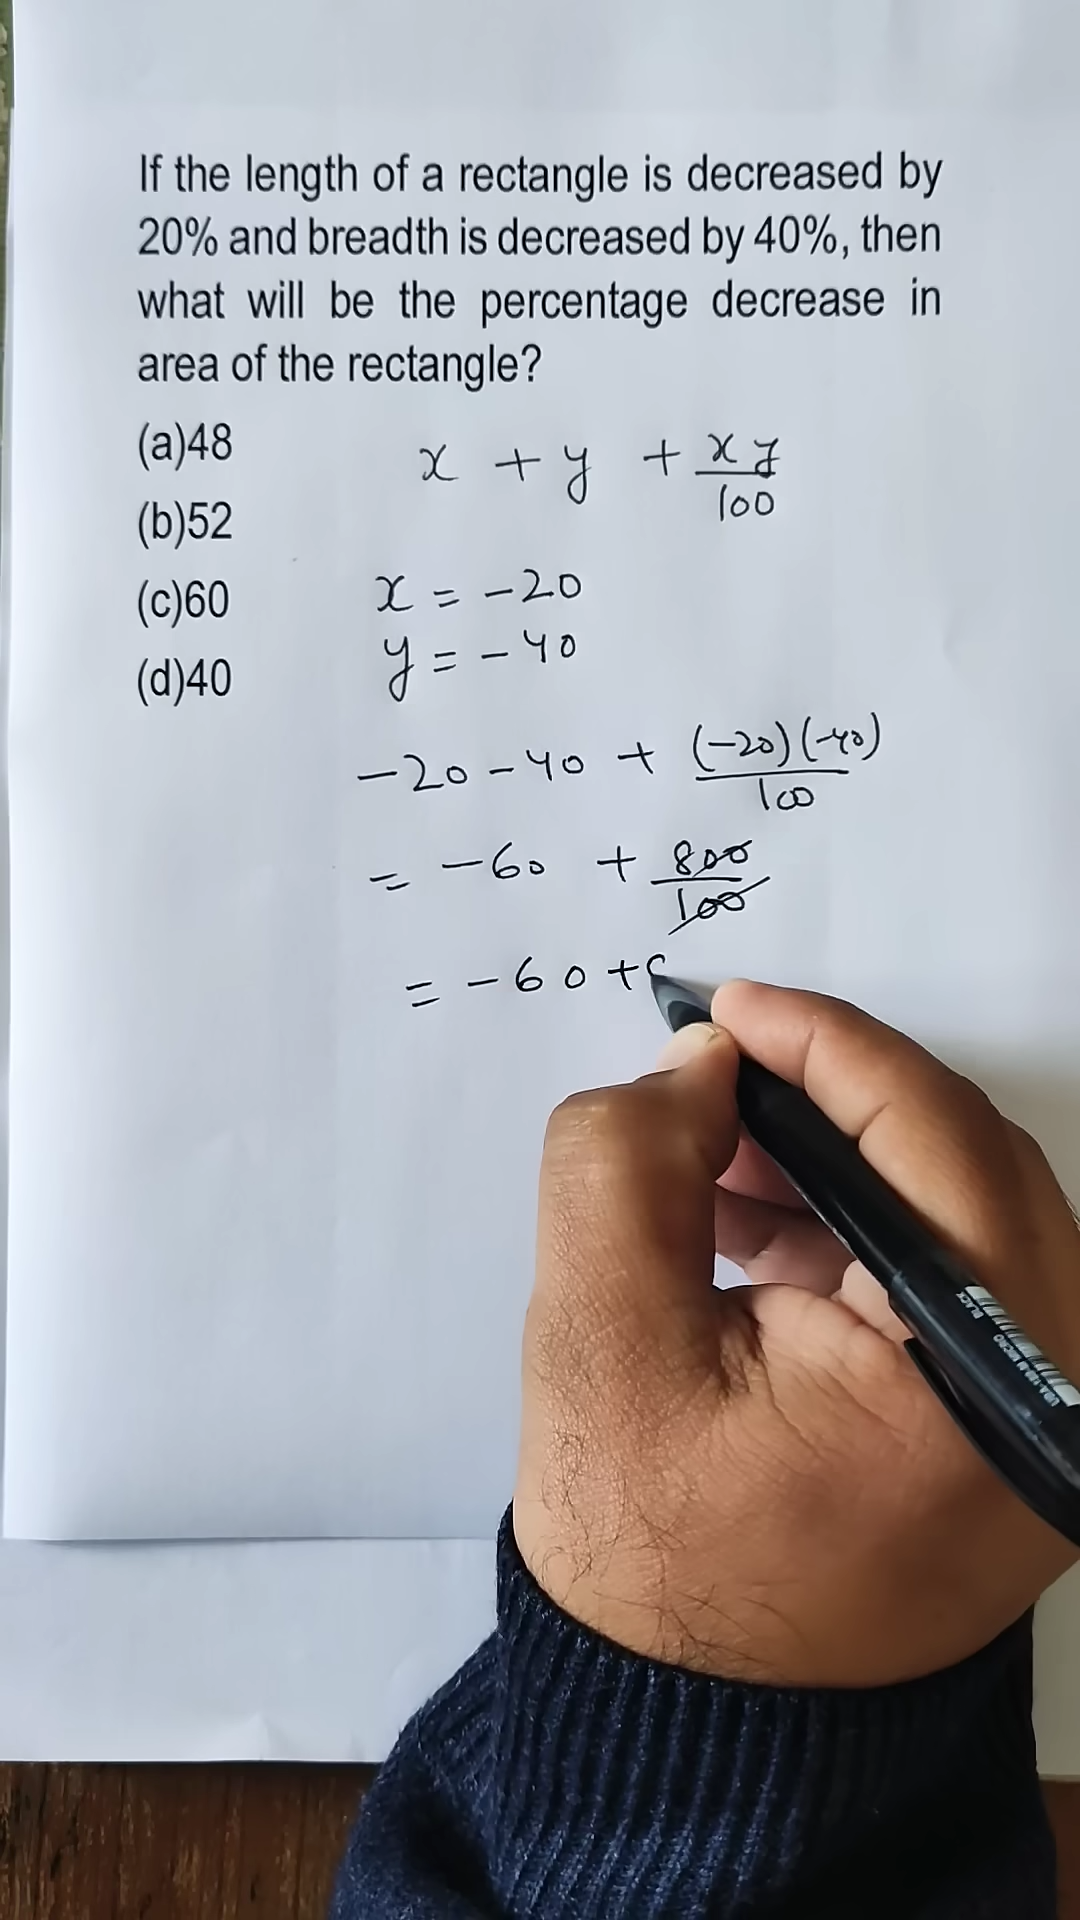 If the length of a rectangle is decreased by
20% and breadth is decreased by 40%, then
what will be the percentage decrease in
area of the rectangle?
(a)48
(b)52
(c)60
(d)40
x + y + xy/100
x = -20
y = -40
-20 - 40 + (-20)(-40)/100
= -60 + 800/100
= -60 +
BLACK